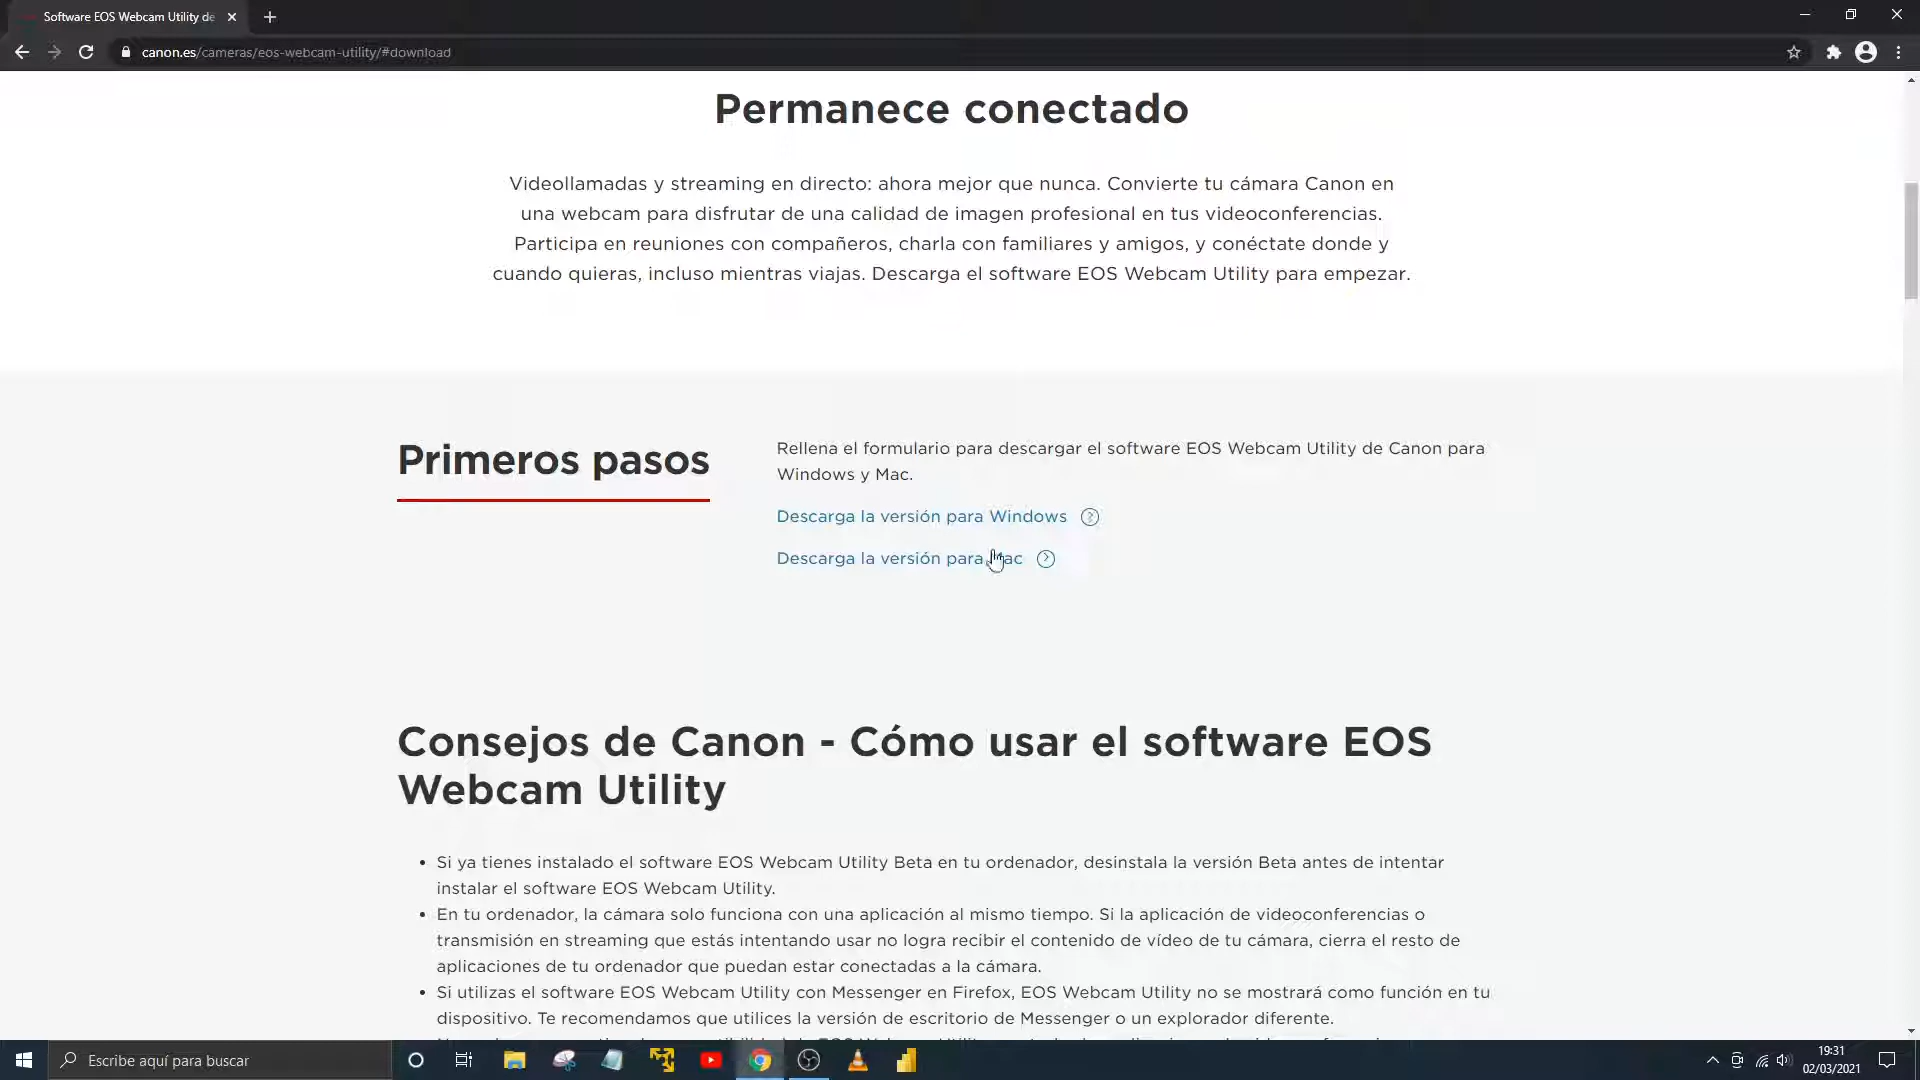 Software EOS Webcam Utility de
canon.es/cameras/eos-webcam-utility/#download
Permanece conectado
Videollamadas y streaming en directo: ahora mejor que nunca. Convierte tu cámara Canon en
una webcam para disfrutar de una calidad de imagen profesional en tus videoconferencias.
Participa en reuniones con compañeros, charla con familiares y amigos, y conéctate donde y
cuando quieras, incluso mientras viajas. Descarga el software EOS Webcam Utility para empezar.
Primeros pasos
Rellena el formulario para descargar el software EOS Webcam Utility de Canon para
Windows y Mac.
Descarga la versión para Windows
Descarga la versión para Mac
Consejos de Canon - Cómo usar el software EOS
Webcam Utility
• Si ya tienes instalado el software EOS Webcam Utility Beta en tu ordenador, desinstala la versión Beta antes de intentar
instalar el software EOS Webcam Utility.
• En tu ordenador, la cámara solo funciona con una aplicación al mismo tiempo. Si la aplicación de videoconferencias o
transmisión en streaming que estás intentando usar no logra recibir el contenido de vídeo de tu cámara, cierra el resto de
aplicaciones de tu ordenador que puedan estar conectadas a la cámara.
• Si utilizas el software EOS Webcam Utility con Messenger en Firefox, EOS Webcam Utility no se mostrará como función en tu
dispositivo. Te recomendamos que utilices la versión de escritorio de Messenger o un explorador diferente.
Escribe aquí para buscar
19:31
02/03/2021